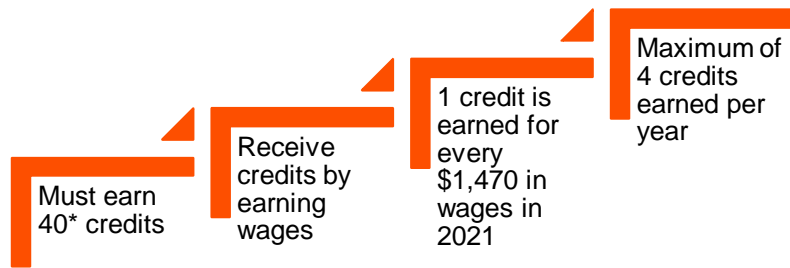 Must earn
40* credits
Receive
credits by
earning
wages
1 credit is
earned for
every
$1,470 in
wages in
2021
Maximum of
4 credits
earned per
year